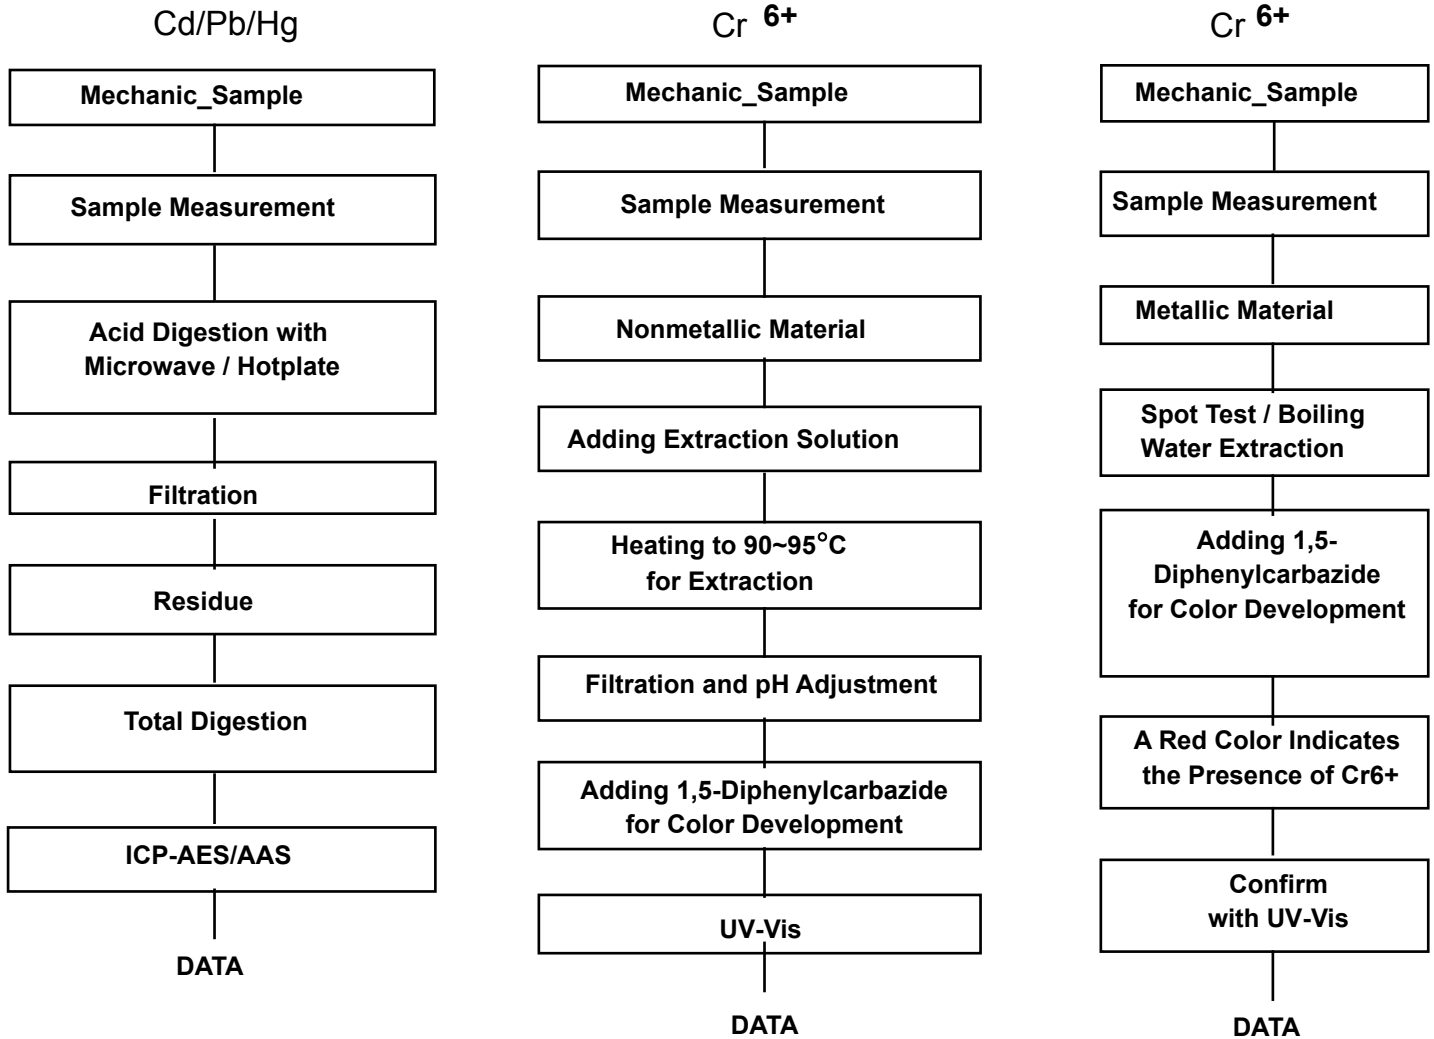 Cd/Pb/Hg
Mechanic_Sample
Sample Measurement
Acid Digestion with
Microwave / Hotplate
Filtration
Residue
Total Digestion
ICP-AES/AAS
DATA
Cr 6+
Mechanic_Sample
Sample Measurement
Nonmetallic Material
Adding Extraction Solution
Heating to 90~95°C
for Extraction
Filtration and pH Adjustment
Adding 1,5-Diphenylcarbazide
for Color Development
UV-Vis
DATA
Cr 6+
Mechanic_Sample
Sample Measurement
Metallic Material
Spot Test / Boiling
Water Extraction
Adding 1,5-
Diphenylcarbazide
for Color Development
A Red Color Indicates
the Presence of Cr6+
Confirm
with UV-Vis
DATA